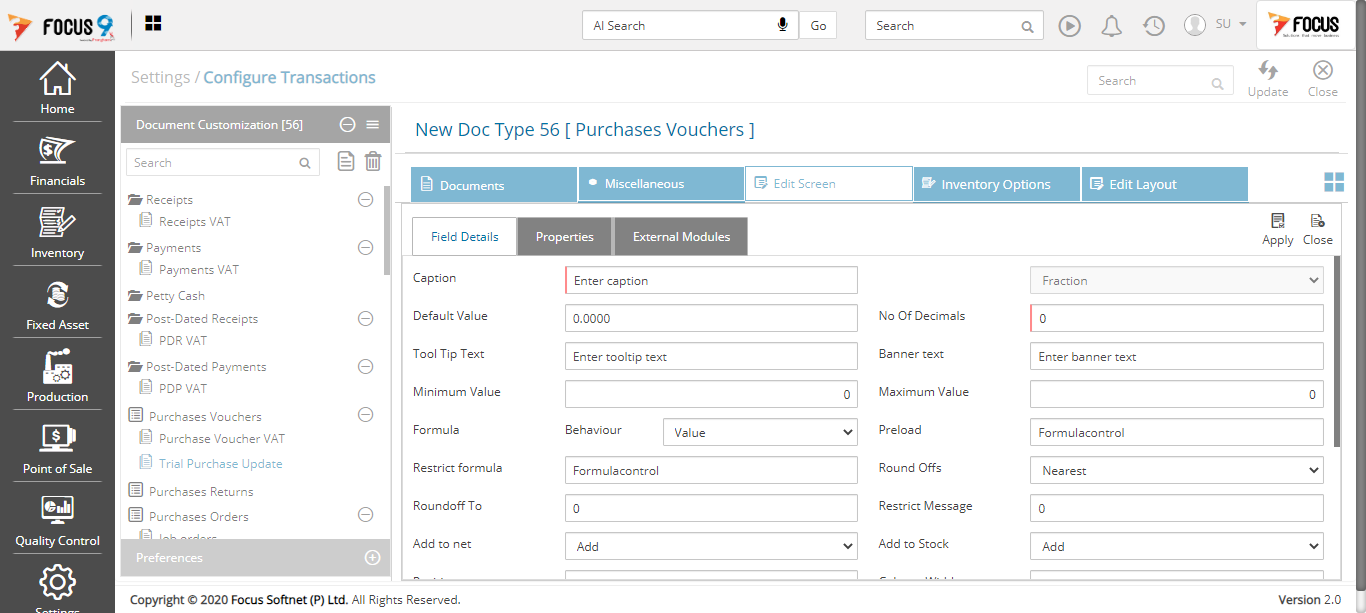 FOCUS 9
AI Search
Go
Search
SU
FOCUS
Home
Financials
Inventory
Fixed Asset
Production
Point of Sale
Quality Control
Settings
Settings / Configure Transactions
Search
Update
Close
Document Customization [56]
Search
Receipts
Receipts VAT
Payments
Payments VAT
Petty Cash
Post-Dated Receipts
PDR VAT
Post-Dated Payments
PDP VAT
Purchases Vouchers
Purchase Voucher VAT
Trial Purchase Update
Purchases Returns
Purchases Orders
Job orders
Preferences
New Doc Type 56 [ Purchases Vouchers ]
Documents
Miscellaneous
Edit Screen
Inventory Options
Edit Layout
Field Details
Properties
External Modules
Apply
Close
Caption
Enter caption
Fraction
Default Value
0.0000
No Of Decimals
0
Tool Tip Text
Enter tooltip text
Banner text
Enter banner text
Minimum Value
0
Maximum Value
0
Formula
Behaviour
Value
Preload
Formulacontrol
Restrict formula
Formulacontrol
Round Offs
Nearest
Roundoff To
0
Restrict Message
0
Add to net
Add
Add to Stock
Add
Copyright © 2020 Focus Softnet (P) Ltd. All Rights Reserved.
Version 2.0